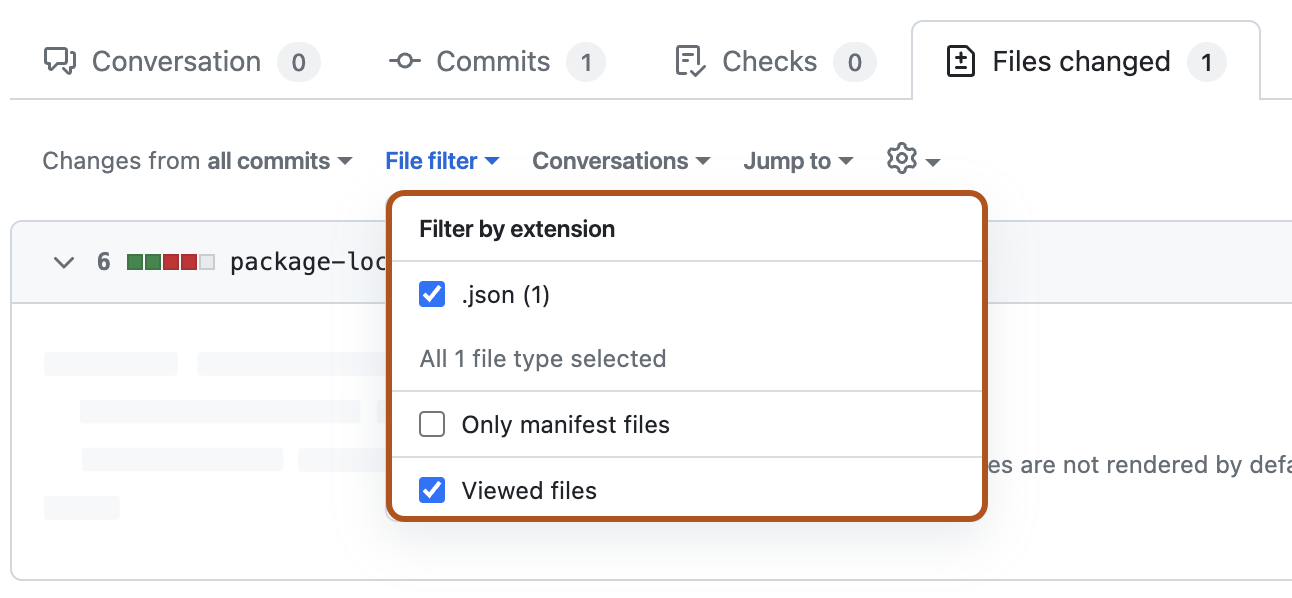 Conversation 0 Commits 1 Checks 0 Files changed 1
Changes from all commits File filter Conversations Jump to
Filter by extension
6 package-loc
.json (1)
All 1 file type selected
Only manifest files
are not rendered by
Viewed files